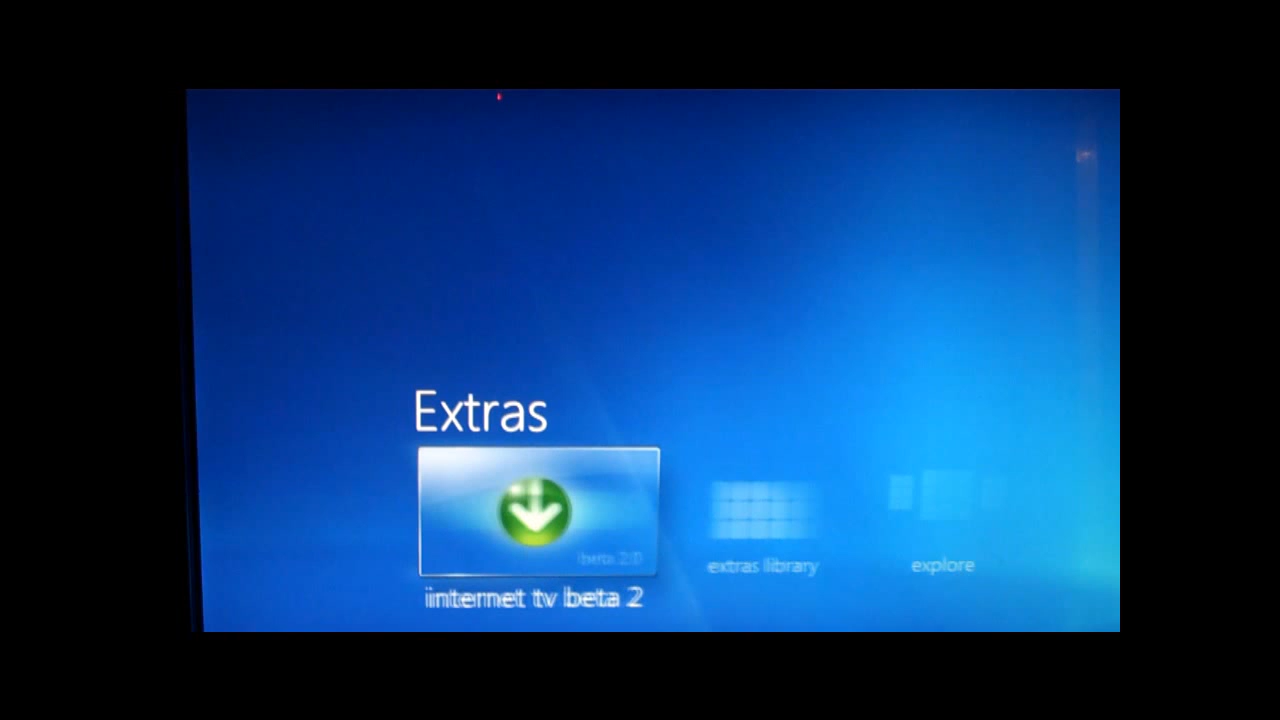 Extras
beta 2.0
internet tv beta 2
extras library
explore